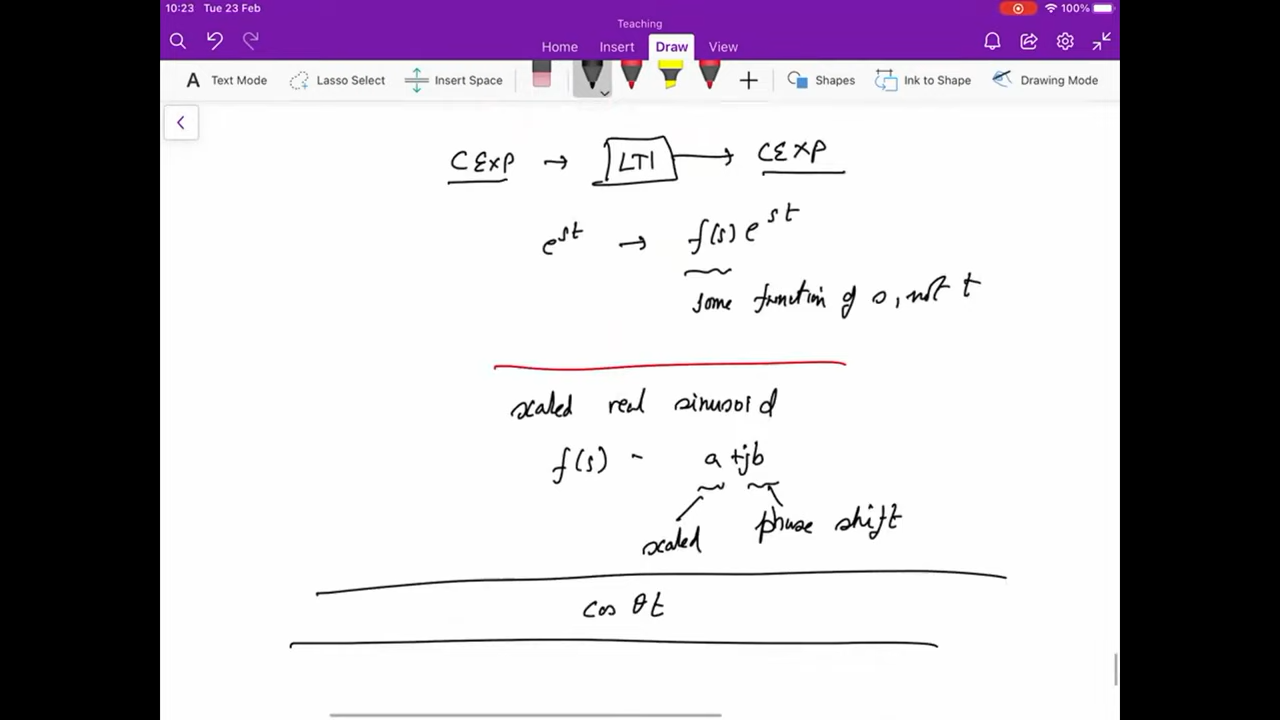 10:23 Tue 23 Feb
100%
Teaching
Home Insert Draw View
Text Mode Lasso Select Insert Space Shapes Ink to Shape Drawing Mode
CEXP → LTI → CEXP
e^st → f(s) e^st
some function of s, not t
scaled real sinusoid
f(s) - a + jb
scaled phase shift
cos θt